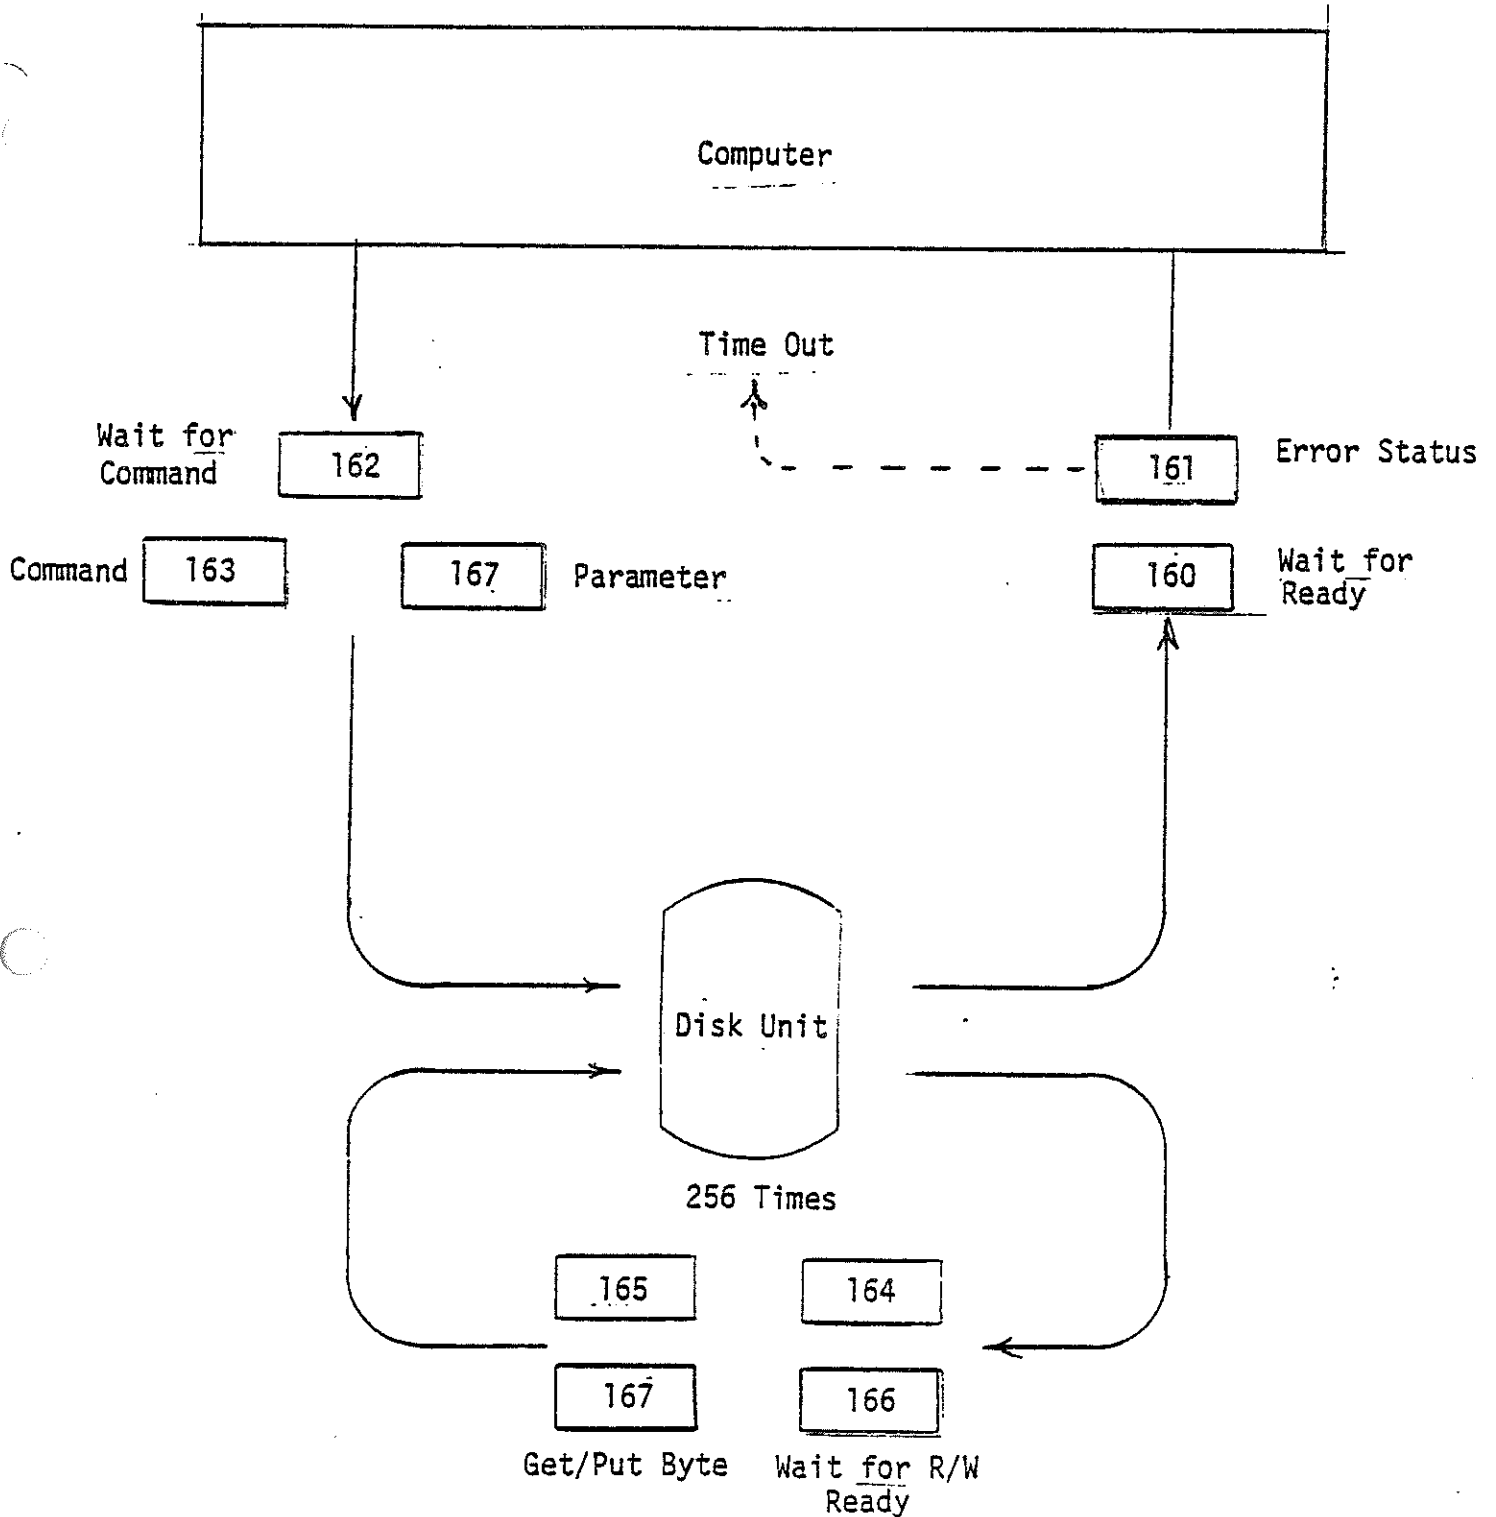 Computer
Time Out
Wait for
Command
162
161
Error Status
Command
163
167
Parameter
160
Wait for
Ready
Disk Unit
256 Times
165
164
167
166
Get/Put Byte
Wait for R/W
Ready